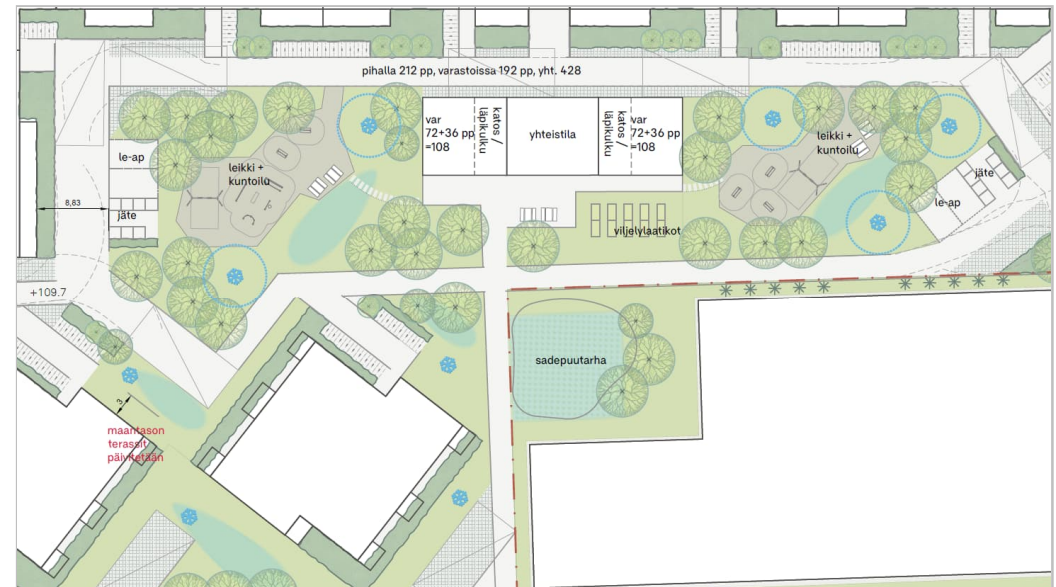 pihalla 212 pp, varastoissa 192 pp, yht. 428
var
72+36 pp
=108
katos /
läpikulku
yhteistila
katos /
läpikulku
var
72+36 pp
=108
le-ap
leikki +
kuntoilu
leikki +
kuntoilu
jäte
8,83
jäte
le-ap
viljelylaatikot
+109.7
sadepuutarha
3
maantason
terassit
päivitetään